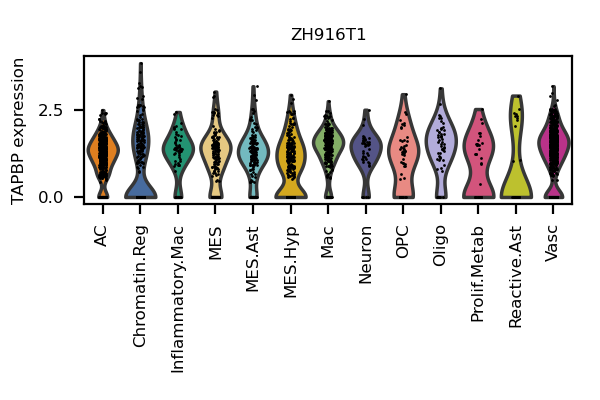 ZH916T1
TAPBP expression
2.5
0.0
AC
Chromatin.Reg
Inflammatory.Mac
MES
MES.Ast
MES.Hyp
Mac
Neuron
OPC
Oligo
Prolif.Metab
Reactive.Ast
Vasc